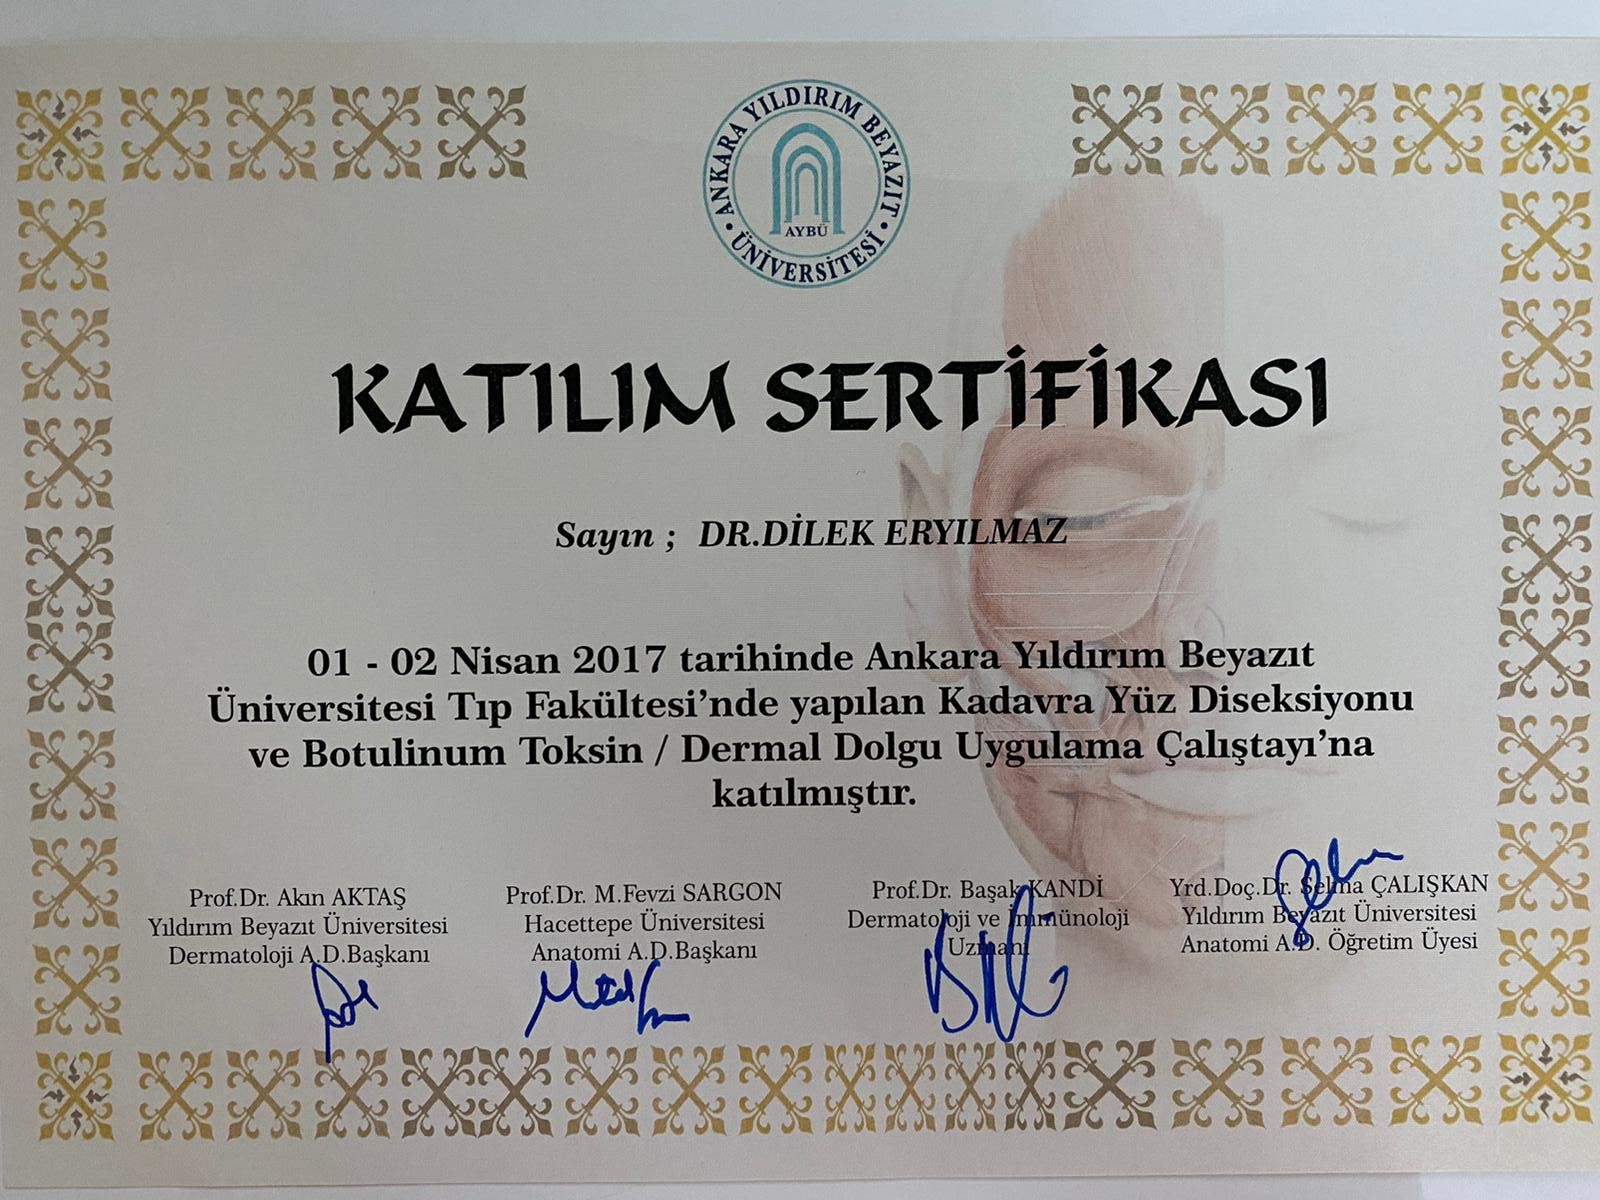 ANKARA YILDIRIM BEYAZIT
ÜNİVERSİTESİ
AYBÜ
KATILIM SERTİFİKASI
Sayın ; DR.DİLEK ERYILMAZ
01 - 02 Nisan 2017 tarihinde Ankara Yıldırım Beyazıt
Üniversitesi Tıp Fakültesi’nde yapılan Kadavra Yüz Diseksiyonu
ve Botulinum Toksin / Dermal Dolgu Uygulama Çalıştayı’na
katılmıştır.
Prof.Dr. Akın AKTAŞ
Yıldırım Beyazıt Üniversitesi
Dermatoloji A.D.Başkanı
Prof.Dr. M.Fevzi SARGON
Hacettepe Üniversitesi
Anatomi A.D.Başkanı
Prof.Dr. Başak KANDİ
Dermatoloji ve İmmünoloji
Uzmanı
Yrd.Doç.Dr. Selma ÇALIŞKAN
Yıldırım Beyazıt Üniversitesi
Anatomi A.D. Öğretim Üyesi